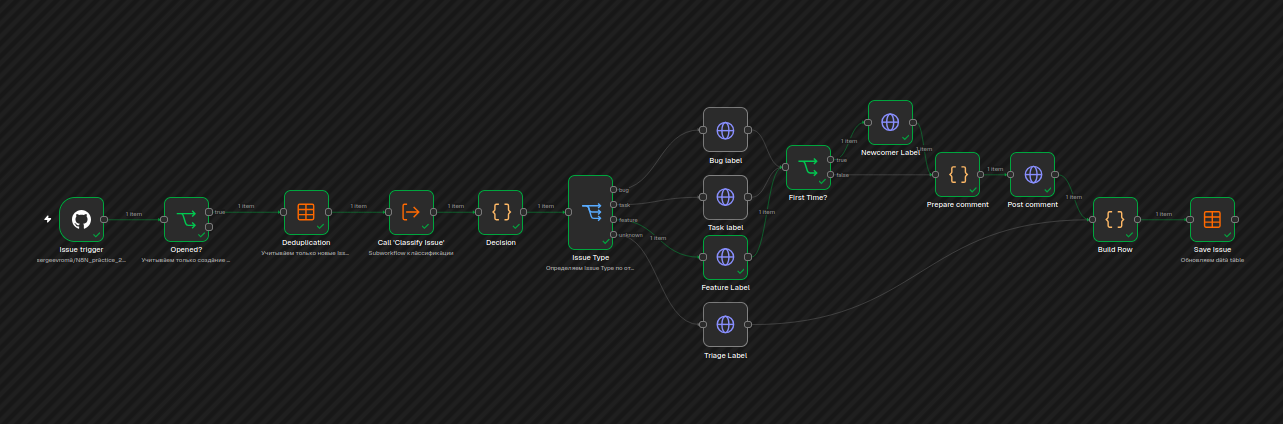 1 item
true
1 item
1 item
1 item
1 item
bug
task
feature
unknown
1 item
1 item
1 item
true
false
1 item
1 item
1 item
1 item
Issue trigger
Opened?
Учитываем только создание...
Deduplication
Учитываем только новые Iss...
Call 'Classify Issue'
Subworkflow классификации
Decision
Issue Type
Определяем Issue Type по от...
Bug label
Task label
Feature Label
Triage Label
First Time?
Newcomer Label
Prepare comment
Post comment
Build Row
Save Issue
Обновляем data table